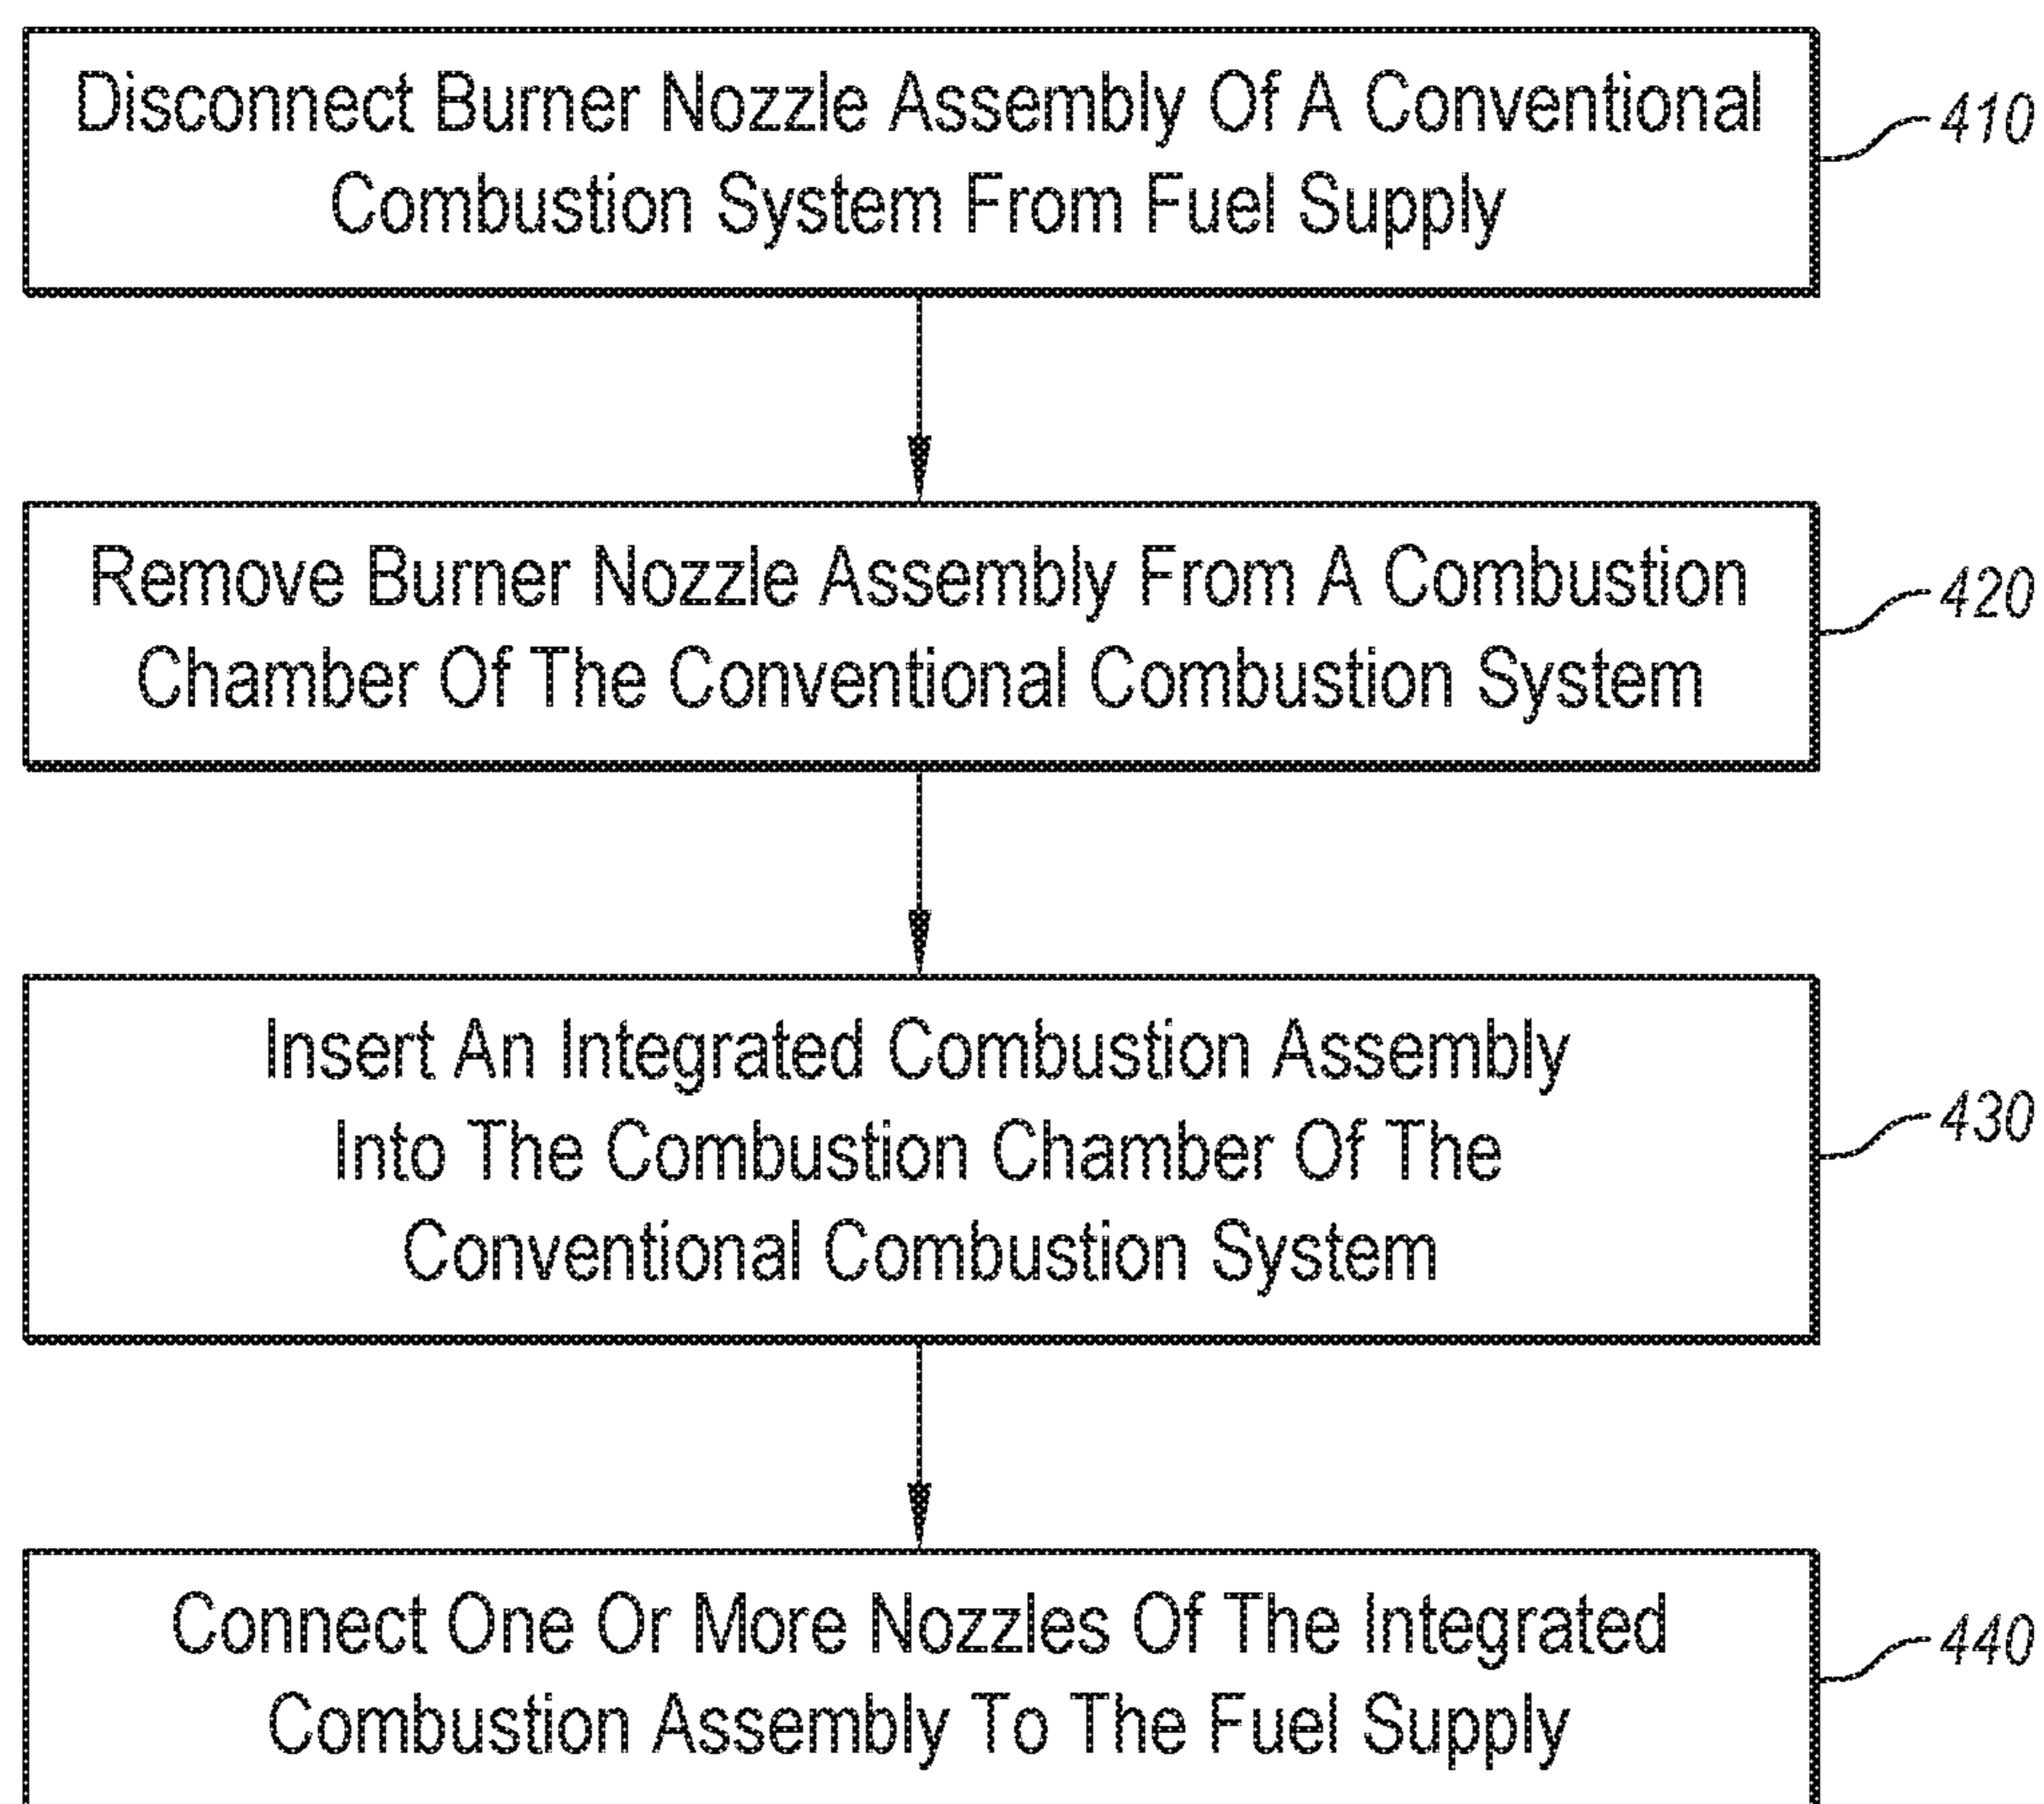 Disconnect Burner Nozzle Assembly Of A Conventional
Combustion System From Fuel Supply
410
Remove Burner Nozzle Assembly From A Combustion
Chamber Of The Conventional Combustion System
420
Insert An Integrated Combustion Assembly
Into The Combustion Chamber Of The
Conventional Combustion System
430
Connect One Or More Nozzles Of The Integrated
Combustion Assembly To The Fuel Supply
440